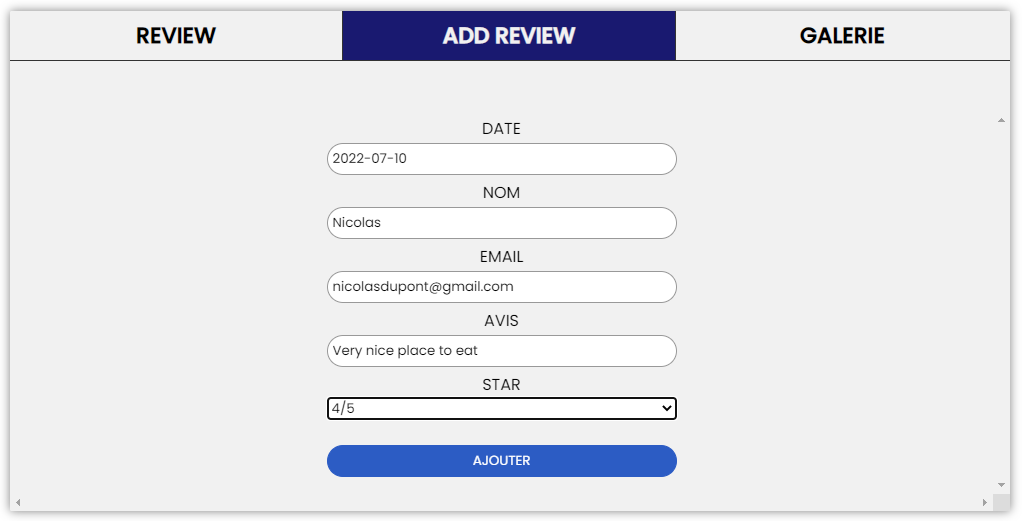 REVIEW ADD REVIEW GALERIE
DATE
2022-07-10
NOM
Nicolas
EMAIL
nicolasdupont@gmail.com
AVIS
Very nice place to eat
STAR
4/5
AJOUTER